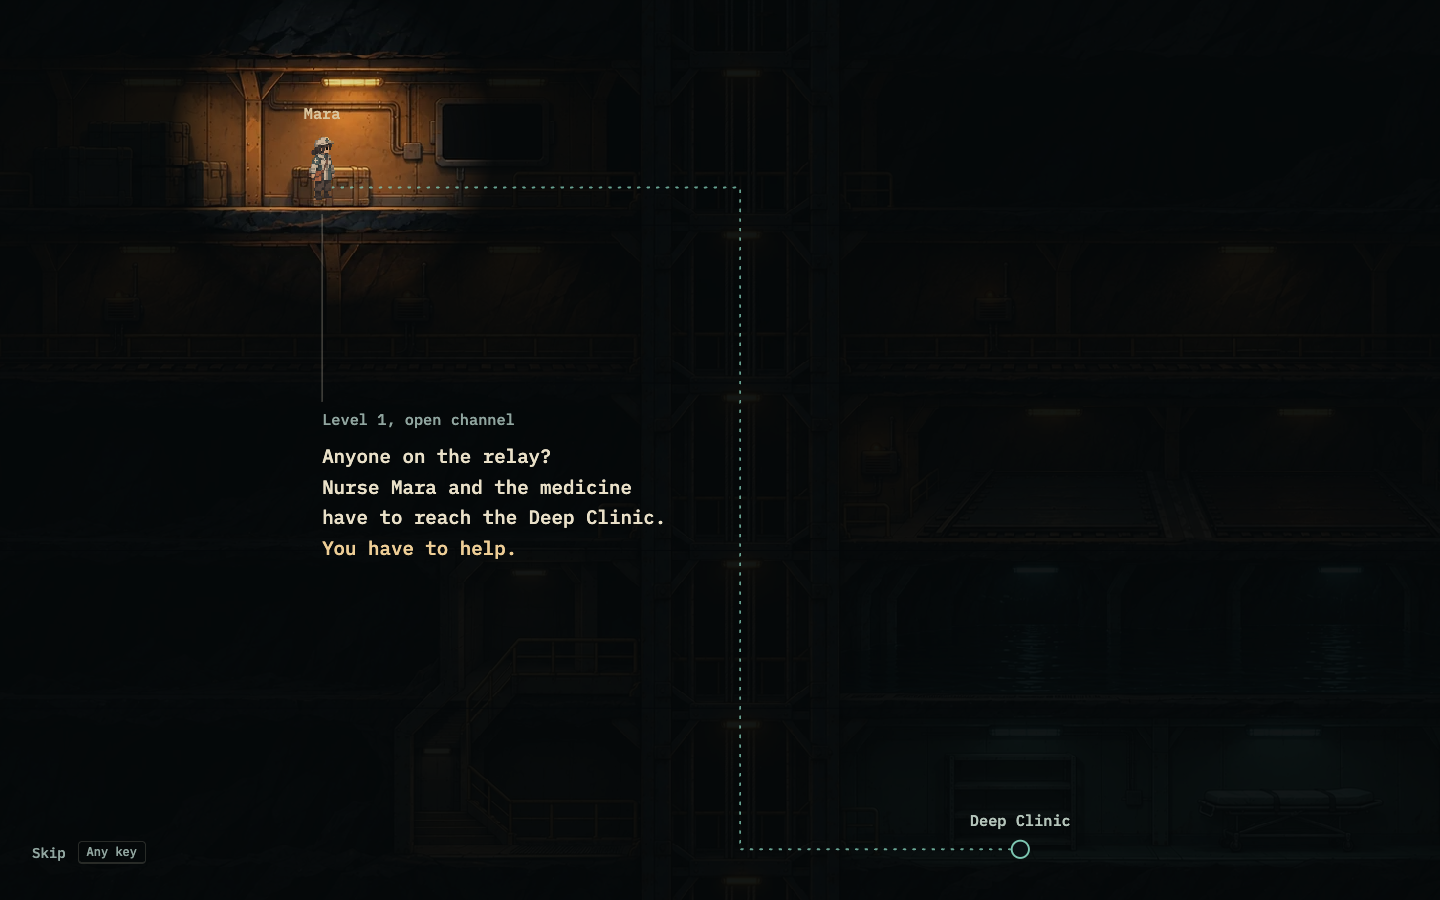 Mara
Level 1, open channel
Anyone on the relay?
Nurse Mara and the medicine
have to reach the Deep Clinic.
You have to help.
Deep Clinic
Skip Any key